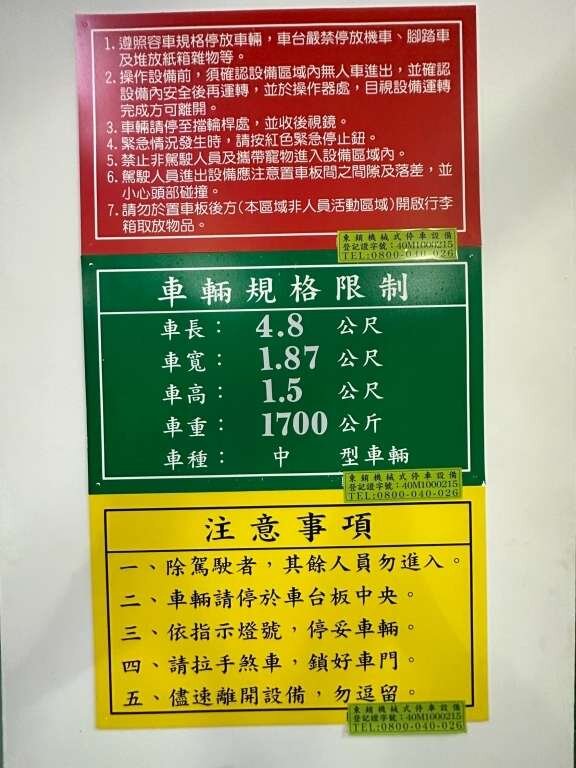 1. 遵照容車規格停放車輛，車台嚴禁停放機車、腳踏車
及堆放紙箱雜物等。
2. 操作設備前，須確認設備區域內無人車進出，並確認
設備內安全後再運轉，並於操作器處，目視設備運轉
完成方可離開。
3. 車輛請停至擋輪桿處，並收後視鏡。
4. 緊急情況發生時，請按紅色緊急停止鈕。
5. 禁止非駕駛人員及攜帶寵物進入設備區域內。
6. 駕駛人員進出設備應注意置車板間之間隙及落差，並
小心頭部碰撞。
7. 請勿於置車板後方(本區域非人員活動區域)開啟行李
箱取放物品。
東鎖機械式停車設備
登記證字號：40M1000215
TEL:0800-040-026
車輛規格限制
車長： 4.8 公尺
車寬： 1.87 公尺
車高： 1.5 公尺
車重： 1700 公斤
車種： 中 型車輛
東鎖機械式停車設備
登記證字號：40M1000215
TEL:0800-040-026
注意事項
一、除駕駛者，其餘人員勿進入。
二、車輛請停於車台板中央。
三、依指示燈號，停妥車輛。
四、請拉手煞車，鎖好車門。
五、儘速離開設備，勿逗留。
東鎖機械式停車設備
登記證字號：40M1000215
TEL:0800-040-026